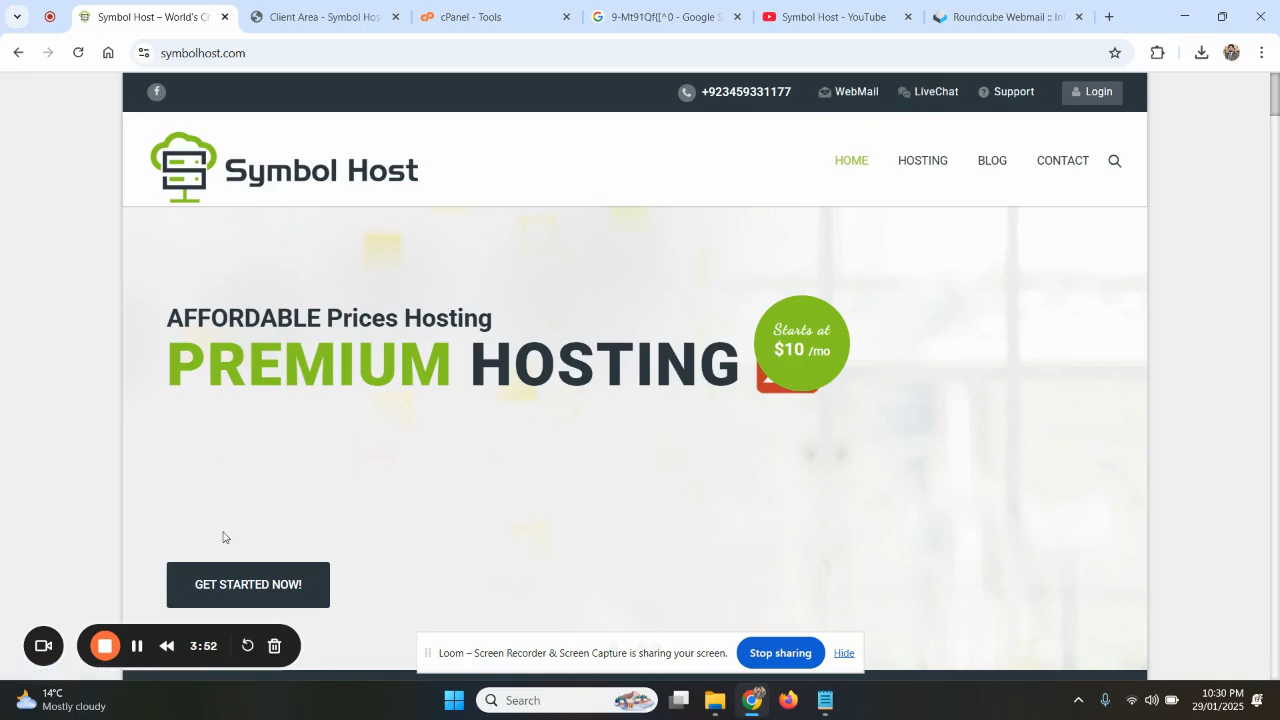 Symbol Host – World's Cl
Client Area - Symbol Hos
cPanel - Tools
9-Mt91Qf[[^0 - Google S
Symbol Host - YouTube
Roundcube Webmail :: In
symbolhost.com
+923459331177
WebMail
LiveChat
Support
Login
Symbol Host
HOME
HOSTING
BLOG
CONTACT
AFFORDABLE Prices Hosting
PREMIUM HOSTING
Starts at
$10 /mo
GET STARTED NOW!
3:52
Loom – Screen Recorder & Screen Capture is sharing your screen.
Stop sharing
Hide
14°C
Mostly cloudy
Search
10:30 PM
29/01/2025